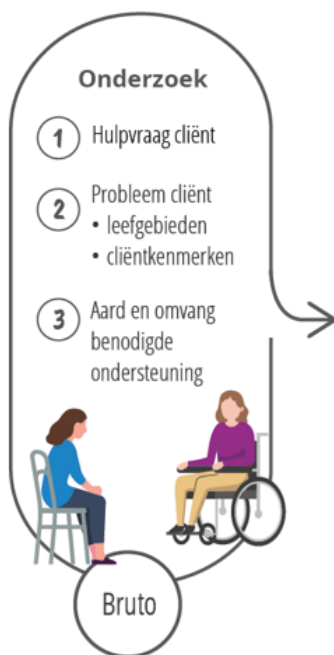 Onderzoek
1 Hulpvraag cliënt
2 Probleem cliënt
• leefgebieden
• cliëntkenmerken
3 Aard en omvang
benodigde
ondersteuning
Bruto